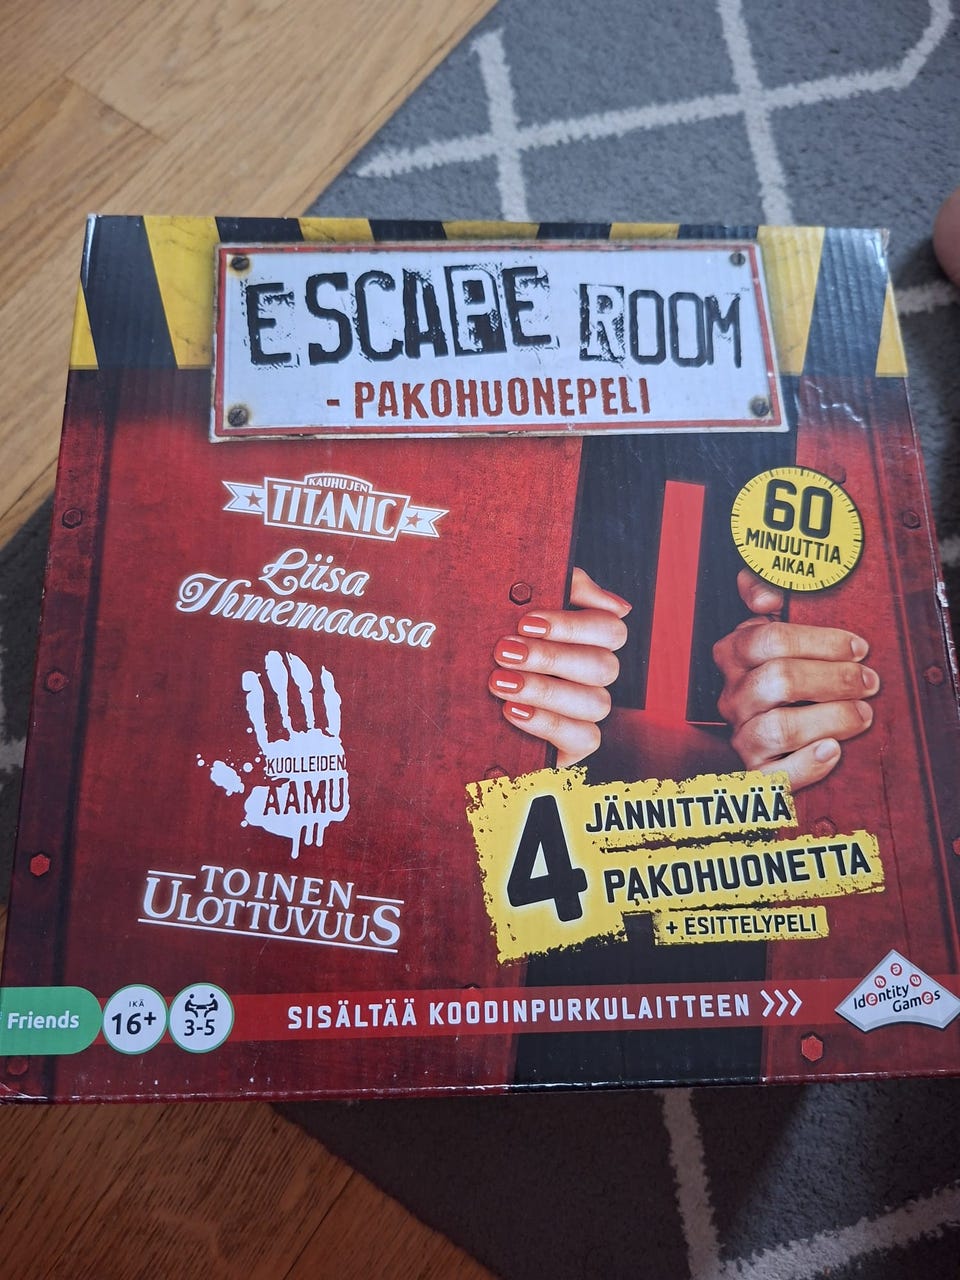 ESCAPE ROOM
- PAKOHUONEPELI
KAUHUJEN
TITANIC
Liisa
Ihmemaassa
KUOLLEIDEN
AAMU
TOINEN
ULOTTUVUUS
60
MINUUTTIA
AIKAA
4 JÄNNITTÄVÄÄ
PAKOHUONETTA
+ ESITTELYPELI
Friends
IKÄ
16+
3-5
SISÄLTÄÄ KOODINPURKULAITTEEN >>>
Identity
Games